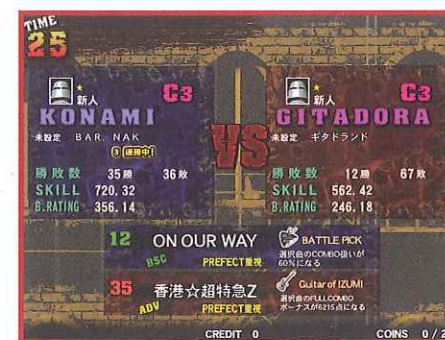 TIME
25
新人 C3
KONAMI
未設定 BAR. NAK
③ 連勝中!
勝敗数 35勝 36敗
SKILL 720.32
B.RATING 356.14
VS
新人 C3
GITADORA
未設定 ギタドランド
勝敗数 12勝 67敗
SKILL 562.42
B.RATING 246.18
12 ON OUR WAY
BSC PREFECT重視
BATTLE PICK
選択曲のCOMBO扱いが
60%になる
35 香港☆超特急Z
ADV PREFECT重視
Guitar of IZUMI
選択曲のFULLCOMBO
ボーナスが6215点になる
CREDIT 0 COINS 0/2